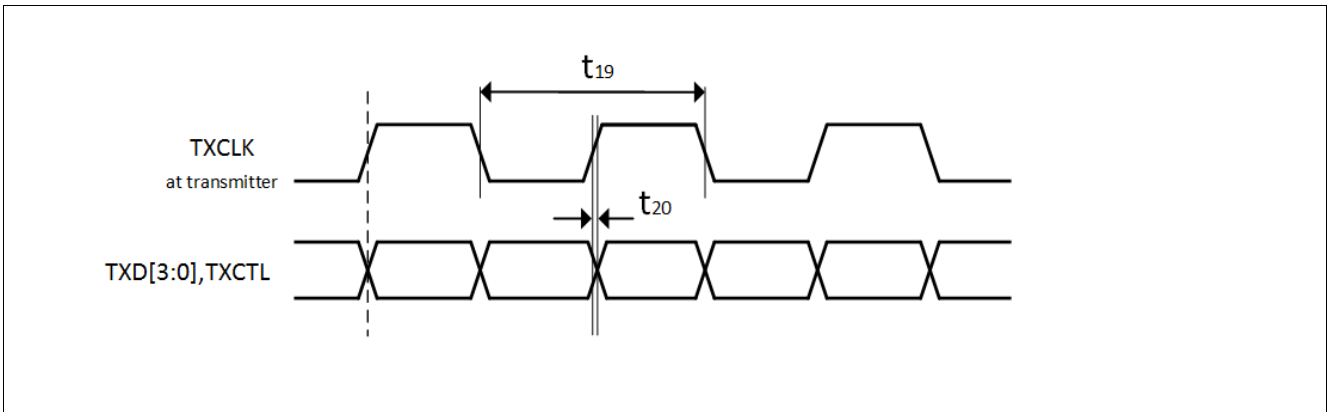 t19
TXCLK
at transmitter
t20
TXD[3:0],TXCTL